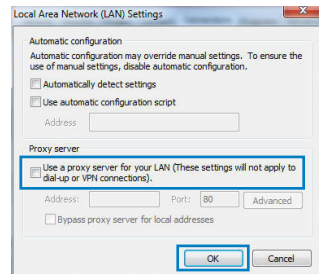 Local Area Network (LAN) Settings
Automatic configuration
Automatic configuration may override manual settings. To ensure the
use of manual settings, disable automatic configuration.
Automatically detect settings
Use automatic configuration script
Address
Proxy server
Use a proxy server for your LAN (These settings will not apply to
dial-up or VPN connections).
Address: Port: 80 Advanced
Bypass proxy server for local addresses
OK Cancel